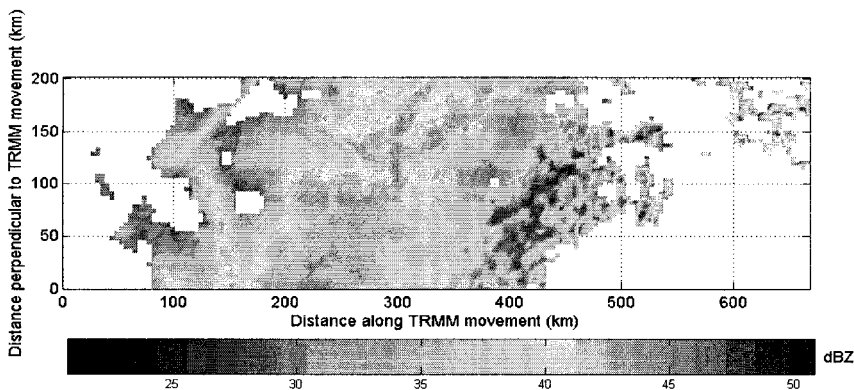 Distance perpendicular to TRMM movement (km)
200
150
100
50
0
0 100 200 300 400 500 600
Distance along TRMM movement (km)
dBZ
25 30 35 40 45 50